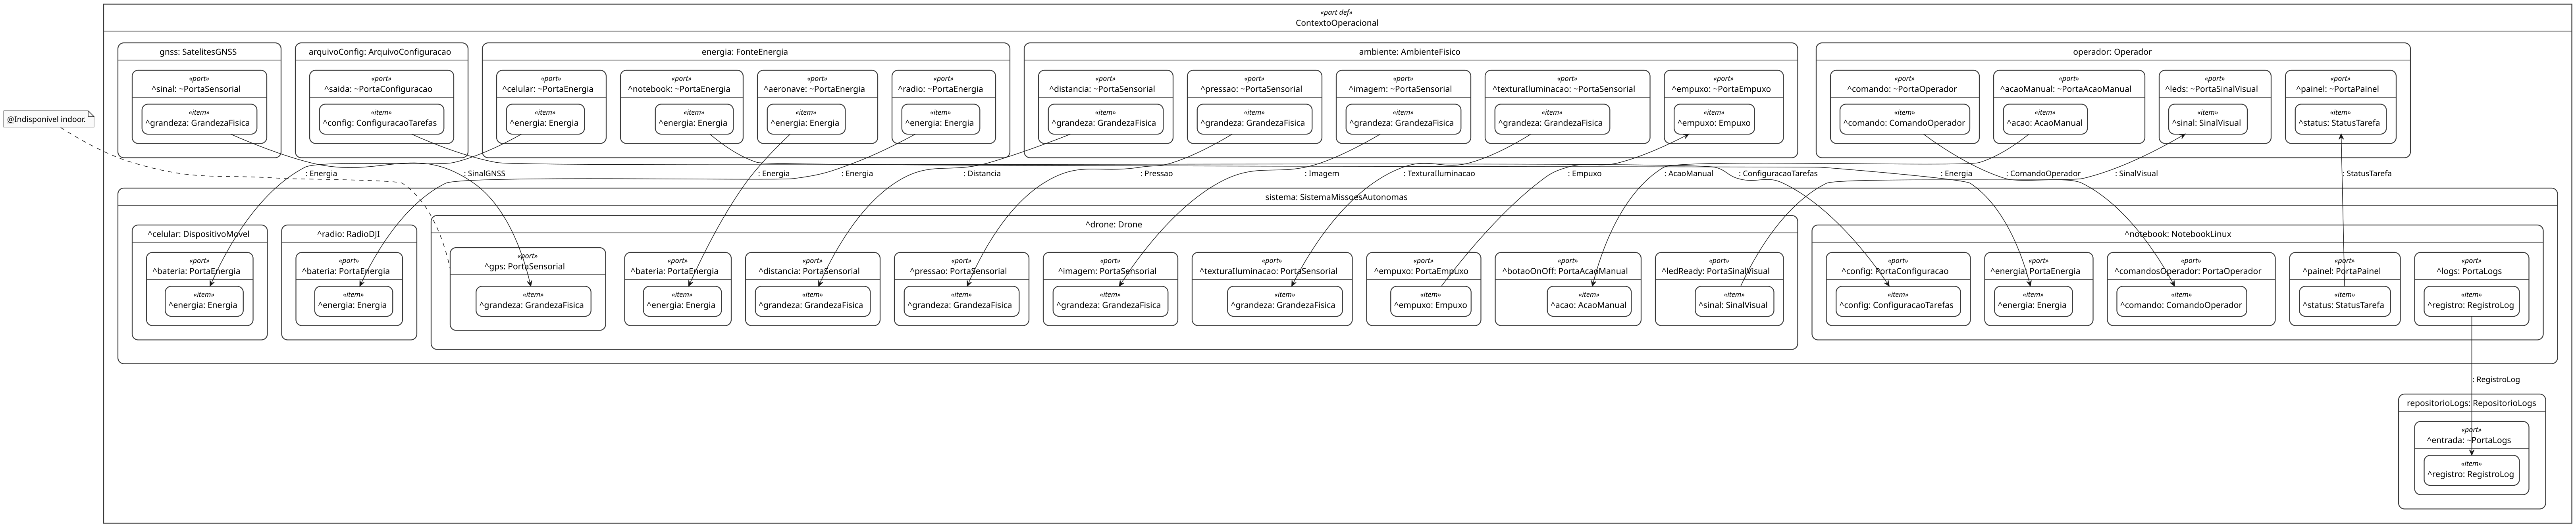 «part def»
ContextoOperacional
gnss: SatelitesGNSS
«port»
^sinal: ~PortaSensorial
«item»
^grandeza: GrandezaFisica
arquivoConfig: ArquivoConfiguracao
«port»
^saida: ~PortaConfiguracao
«item»
^config: ConfiguracaoTarefas
energia: FonteEnergia
«port»
^celular: ~PortaEnergia
«item»
^energia: Energia
«port»
^notebook: ~PortaEnergia
«item»
^energia: Energia
«port»
^aeronave: ~PortaEnergia
«item»
^energia: Energia
«port»
^radio: ~PortaEnergia
«item»
^energia: Energia
ambiente: AmbienteFisico
«port»
^distancia: ~PortaSensorial
«item»
^grandeza: GrandezaFisica
«port»
^pressao: ~PortaSensorial
«item»
^grandeza: GrandezaFisica
«port»
^imagem: ~PortaSensorial
«item»
^grandeza: GrandezaFisica
«port»
^texturaIluminacao: ~PortaSensorial
«item»
^grandeza: GrandezaFisica
«port»
^empuxo: ~PortaEmpuxo
«item»
^empuxo: Empuxo
operador: Operador
«port»
^comando: ~PortaOperador
«item»
^comando: ComandoOperador
«port»
^acaoManual: ~PortaAcaoManual
«item»
^acao: AcaoManual
«port»
^leds: ~PortaSinalVisual
«item»
^sinal: SinalVisual
«port»
^painel: ~PortaPainel
«item»
^status: StatusTarefa
@Indisponível indoor.
: Energia
: SinalGNSS
: Energia
: Energia
: Distancia
: Pressao
: Imagem
: TexturaIluminacao
: Empuxo
: AcaoManual
: ConfiguracaoTarefas
: Energia
: ComandoOperador
: SinalVisual
: StatusTarefa
sistema: SistemaMissoesAutonomas
^celular: DispositivoMovel
«port»
^bateria: PortaEnergia
«item»
^energia: Energia
^radio: RadioDJI
«port»
^bateria: PortaEnergia
«item»
^energia: Energia
^drone: Drone
«port»
^gps: PortaSensorial
«item»
^grandeza: GrandezaFisica
«port»
^bateria: PortaEnergia
«item»
^energia: Energia
«port»
^distancia: PortaSensorial
«item»
^grandeza: GrandezaFisica
«port»
^pressao: PortaSensorial
«item»
^grandeza: GrandezaFisica
«port»
^imagem: PortaSensorial
«item»
^grandeza: GrandezaFisica
«port»
^texturaIluminacao: PortaSensorial
«item»
^grandeza: GrandezaFisica
«port»
^empuxo: PortaEmpuxo
«item»
^empuxo: Empuxo
«port»
^botaoOnOff: PortaAcaoManual
«item»
^acao: AcaoManual
«port»
^ledReady: PortaSinalVisual
«item»
^sinal: SinalVisual
^notebook: NotebookLinux
«port»
^config: PortaConfiguracao
«item»
^config: ConfiguracaoTarefas
«port»
^energia: PortaEnergia
«item»
^energia: Energia
«port»
^comandosOperador: PortaOperador
«item»
^comando: ComandoOperador
«port»
^painel: PortaPainel
«item»
^status: StatusTarefa
«port»
^logs: PortaLogs
«item»
^registro: RegistroLog
: RegistroLog
repositorioLogs: RepositorioLogs
«port»
^entrada: ~PortaLogs
«item»
^registro: RegistroLog